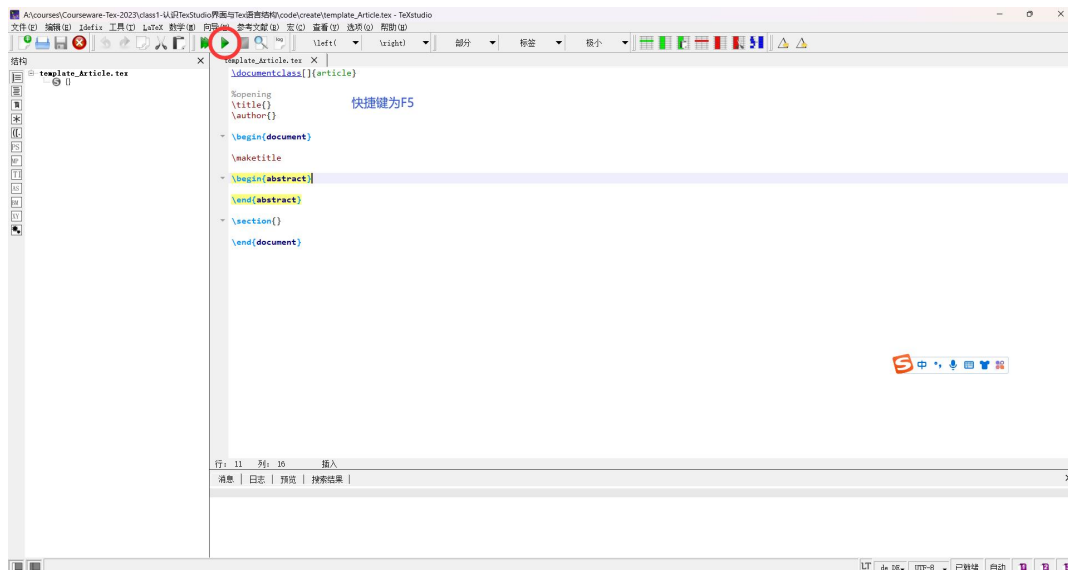 A:\courses\Courseware-Tex-2023\class1-认识TexStudio界面与Tex语言结构\code\create\template_Article.tex - TeXstudio
文件(F) 编辑(E) Idefix 工具(T) LaTeX 数学(M) 向导(W) 参考文献(B) 宏(C) 查看(V) 选项(O) 帮助(H)
\left( \right) 部分 标签 极小
结构
template_Article.tex
template_Article.tex
\documentclass[]{article}
%opening
\title{}
\author{}
快捷键为F5
\begin{document}
\maketitle
\begin{abstract}
\end{abstract}
\section{}
\end{document}
中
行: 11 列: 16 插入
消息 日志 预览 搜索结果
LT de_DE UTF-8 已就绪 自动